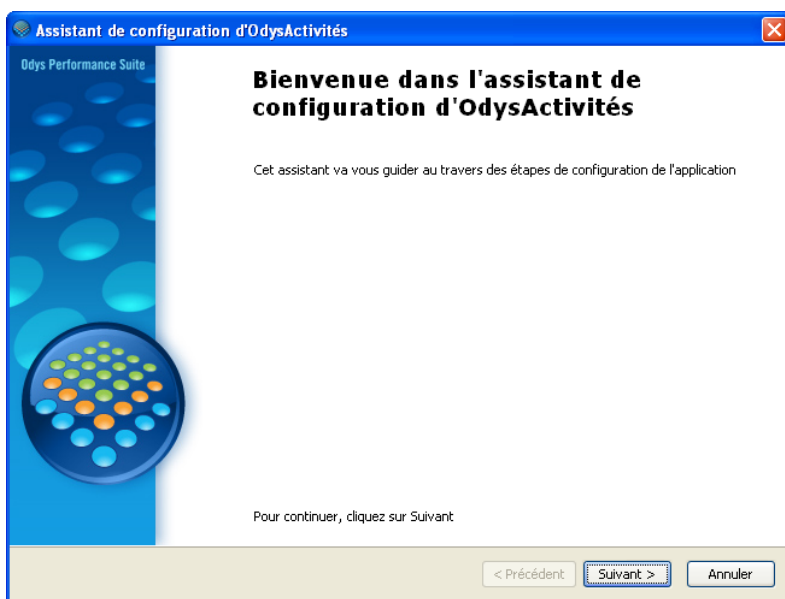 Assistant de configuration d'OdysActivités
Odys Performance Suite
Bienvenue dans l'assistant de
configuration d'OdysActivités
Cet assistant va vous guider au travers des étapes de configuration de l'application
Pour continuer, cliquez sur Suivant
< Précédent Suivant > Annuler